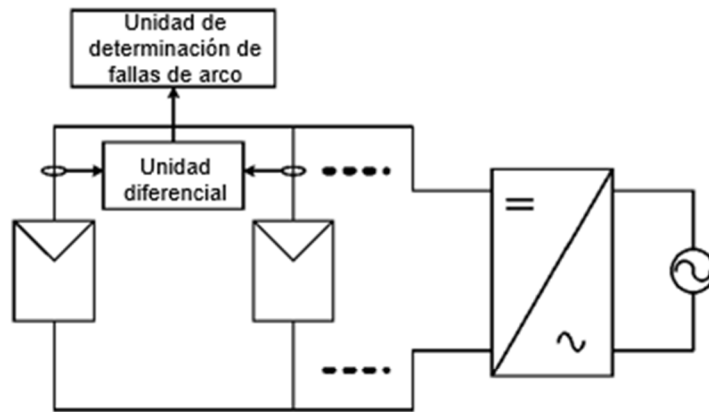 Unidad de
determinación de
fallas de arco
Unidad
diferencial